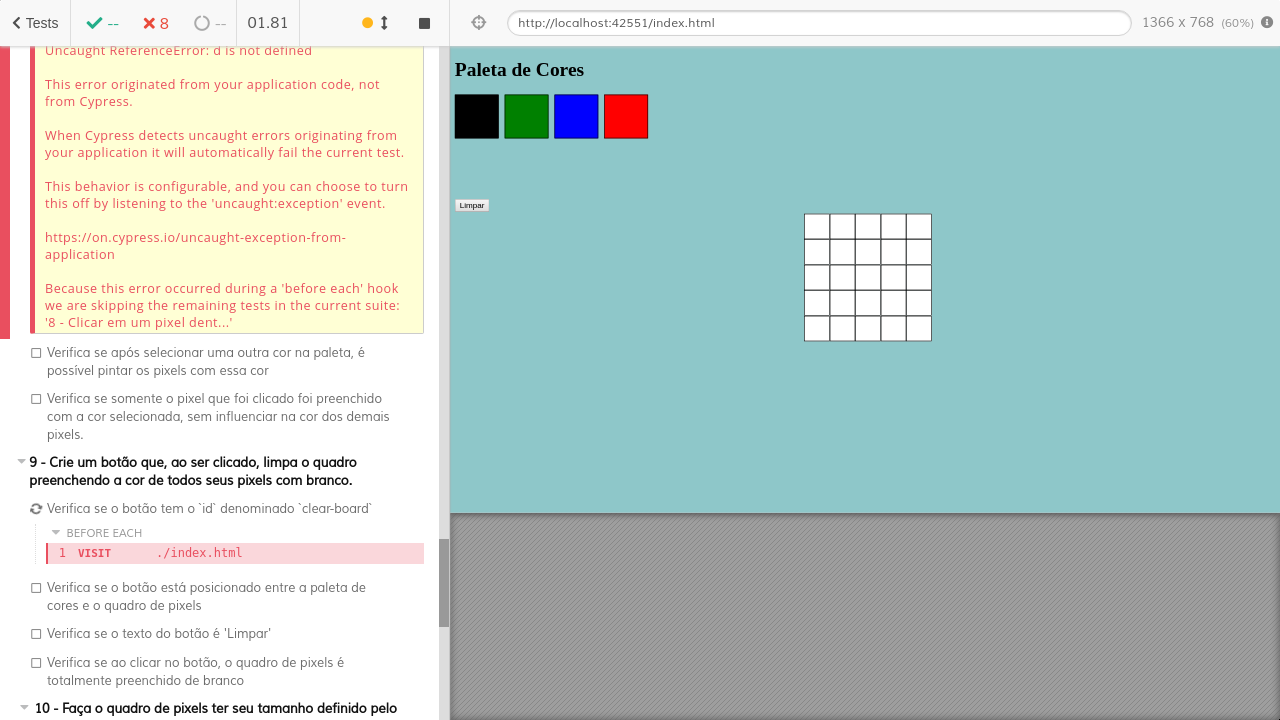 Tests
--
8
--
01.81
http://localhost:42551/index.html
1366 x 768 (60%)
Uncaught ReferenceError: d is not defined
This error originated from your application code, not
from Cypress.
When Cypress detects uncaught errors originating from
your application it will automatically fail the current test.
This behavior is configurable, and you can choose to turn
this off by listening to the 'uncaught:exception' event.
https://on.cypress.io/uncaught-exception-from-
application
Because this error occurred during a 'before each' hook
we are skipping the remaining tests in the current suite:
'8 - Clicar em um pixel dent...'
Verifica se após selecionar uma outra cor na paleta, é
possível pintar os pixels com essa cor
Verifica se somente o pixel que foi clicado foi preenchido
com a cor selecionada, sem influenciar na cor dos demais
pixels.
9 - Crie um botão que, ao ser clicado, limpa o quadro
preenchendo a cor de todos seus pixels com branco.
Verifica se o botão tem o `id` denominado `clear-board`
BEFORE EACH
1 VISIT ./index.html
Verifica se o botão está posicionado entre a paleta de
cores e o quadro de pixels
Verifica se o texto do botão é 'Limpar'
Verifica se ao clicar no botão, o quadro de pixels é
totalmente preenchido de branco
10 - Faça o quadro de pixels ter seu tamanho definido pelo
Paleta de Cores
Limpar